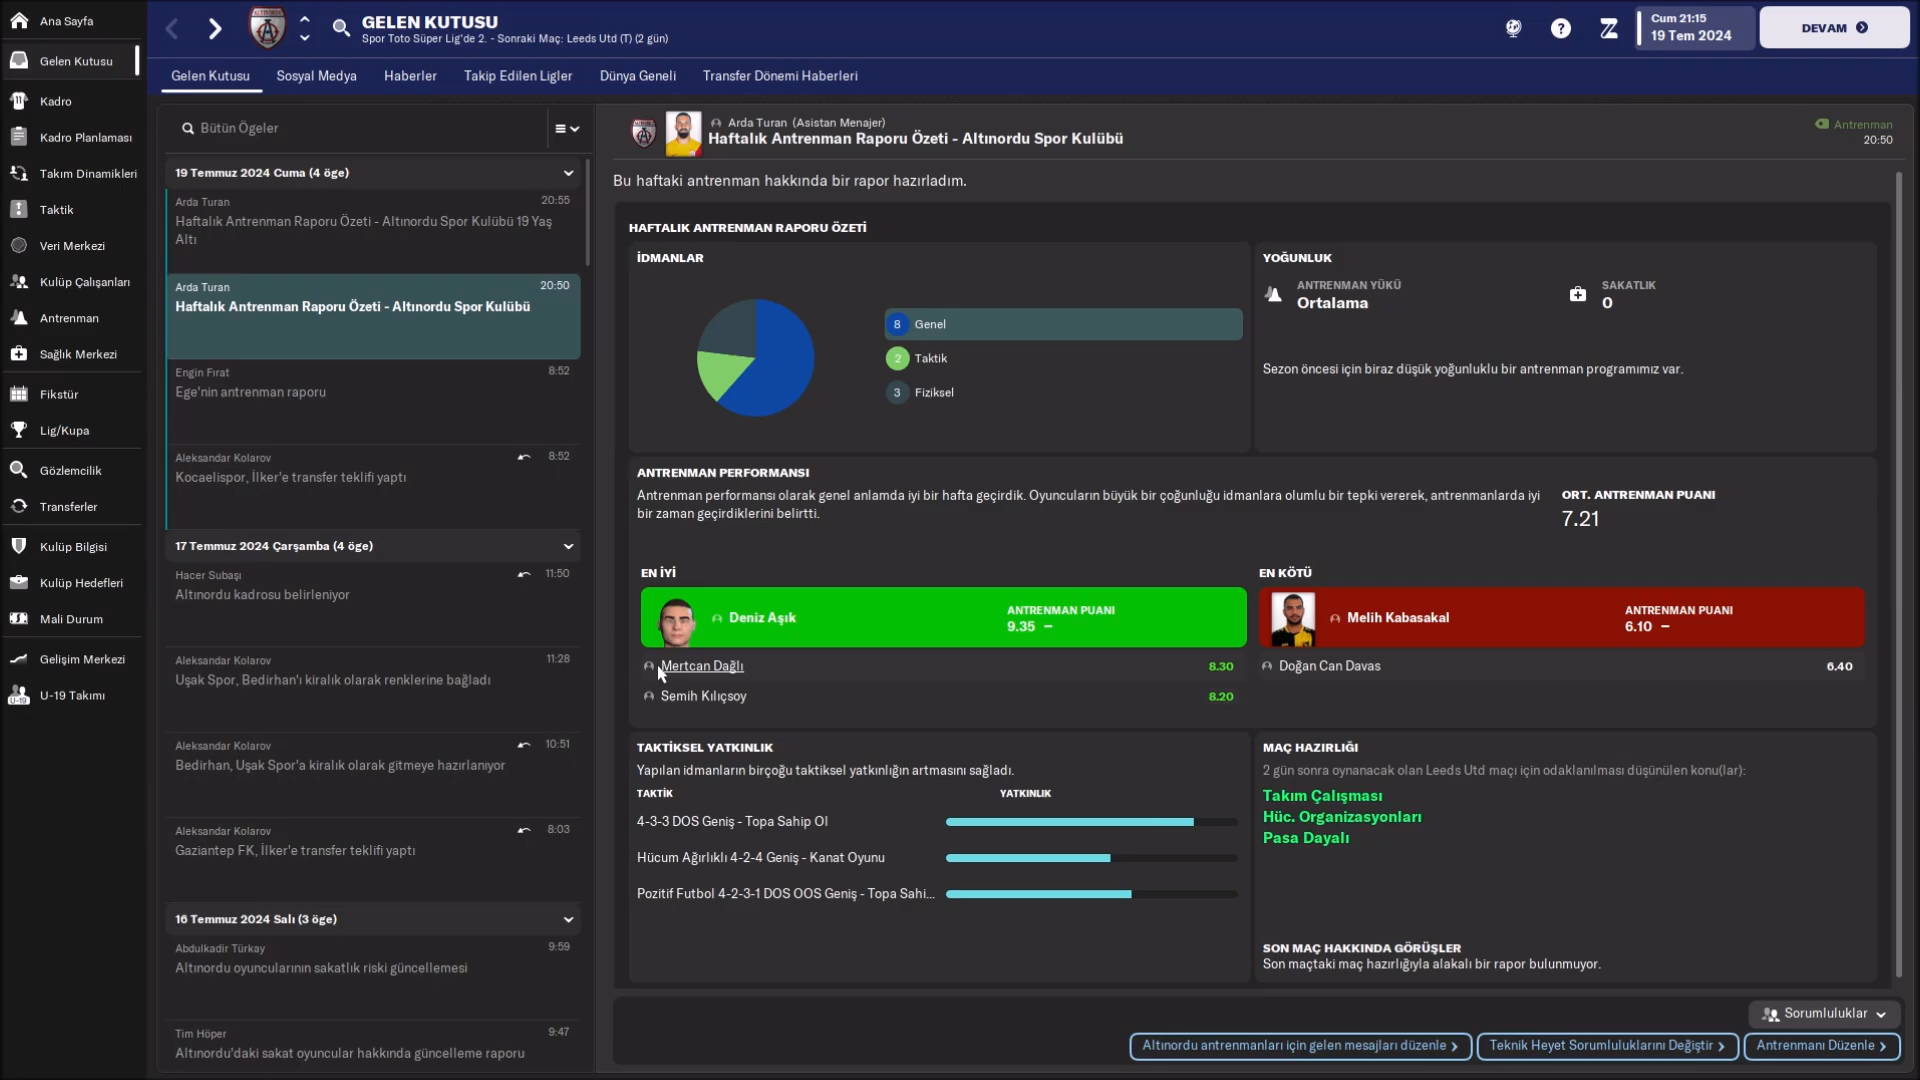 Ana Sayfa
Gelen Kutusu
Kadro
Kadro Planlaması
Takım Dinamikleri
Taktik
Veri Merkezi
Kulüp Çalışanları
Antrenman
Sağlık Merkezi
Fikstür
Lig/Kupa
Gözlemcilik
Transferler
Kulüp Bilgisi
Kulüp Hedefleri
Mali Durum
Gelişim Merkezi
U-19 Takımı
GELEN KUTUSU
Spor Toto Süper Lig'de 2. - Sonraki Maç: Leeds Utd (T) (2 gün)
Cum 21:15
19 Tem 2024
DEVAM
Gelen Kutusu Sosyal Medya Haberler Takip Edilen Ligler Dünya Geneli Transfer Dönemi Haberleri
Bütün Ögeler
19 Temmuz 2024 Cuma (4 öge)
Arda Turan 20:55
Haftalık Antrenman Raporu Özeti - Altınordu Spor Kulübü 19 Yaş
Altı
Arda Turan 20:50
Haftalık Antrenman Raporu Özeti - Altınordu Spor Kulübü
Engin Fırat 8:52
Ege'nin antrenman raporu
Aleksandar Kolarov 8:52
Kocaelispor, İlker'e transfer teklifi yaptı
17 Temmuz 2024 Çarşamba (4 öge)
Hacer Subaşı 11:50
Altınordu kadrosu belirleniyor
Aleksandar Kolarov 11:28
Uşak Spor, Bedirhan'ı kiralık olarak renklerine bağladı
Aleksandar Kolarov 10:51
Bedirhan, Uşak Spor'a kiralık olarak gitmeye hazırlanıyor
Aleksandar Kolarov 8:03
Gaziantep FK, İlker'e transfer teklifi yaptı
16 Temmuz 2024 Salı (3 öge)
Abdulkadir Türkay 9:59
Altınordu oyuncularının sakatlık riski güncellemesi
Tim Höper 9:47
Altınordu'daki sakat oyuncular hakkında güncelleme raporu
Arda Turan (Asistan Menajer)
Haftalık Antrenman Raporu Özeti - Altınordu Spor Kulübü
Antrenman
20:50
Bu haftaki antrenman hakkında bir rapor hazırladım.
HAFTALIK ANTRENMAN RAPORU ÖZETİ
İDMANLAR
8 Genel
2 Taktik
3 Fiziksel
YOĞUNLUK
ANTRENMAN YÜKÜ
Ortalama
SAKATLIK
0
Sezon öncesi için biraz düşük yoğunluklu bir antrenman programımız var.
ANTRENMAN PERFORMANSI
Antrenman performansı olarak genel anlamda iyi bir hafta geçirdik. Oyuncuların büyük bir çoğunluğu idmanlara olumlu bir tepki vererek, antrenmanlarda iyi
bir zaman geçirdiklerini belirtti.
ORT. ANTRENMAN PUANI
7.21
EN İYİ
Deniz Aşık
ANTRENMAN PUANI
9.35 –
Mertcan Dağlı 8.30
Semih Kılıçsoy 8.20
EN KÖTÜ
Melih Kabasakal
ANTRENMAN PUANI
6.10 –
Doğan Can Davas 6.40
TAKTİKSEL YATKINLIK
Yapılan idmanların birçoğu taktiksel yatkınlığın artmasını sağladı.
TAKTİK YATKINLIK
4-3-3 DOS Geniş - Topa Sahip Ol
Hücum Ağırlıklı 4-2-4 Geniş - Kanat Oyunu
Pozitif Futbol 4-2-3-1 DOS OOS Geniş - Topa Sahi...
MAÇ HAZIRLIĞI
2 gün sonra oynanacak olan Leeds Utd maçı için odaklanılması düşünülen konu(lar):
Takım Çalışması
Hüc. Organizasyonları
Pasa Dayalı
SON MAÇ HAKKINDA GÖRÜŞLER
Son maçtaki maç hazırlığıyla alakalı bir rapor bulunmuyor.
Sorumluluklar
Altınordu antrenmanları için gelen mesajları düzenle
Teknik Heyet Sorumluluklarını Değiştir
Antrenmanı Düzenle